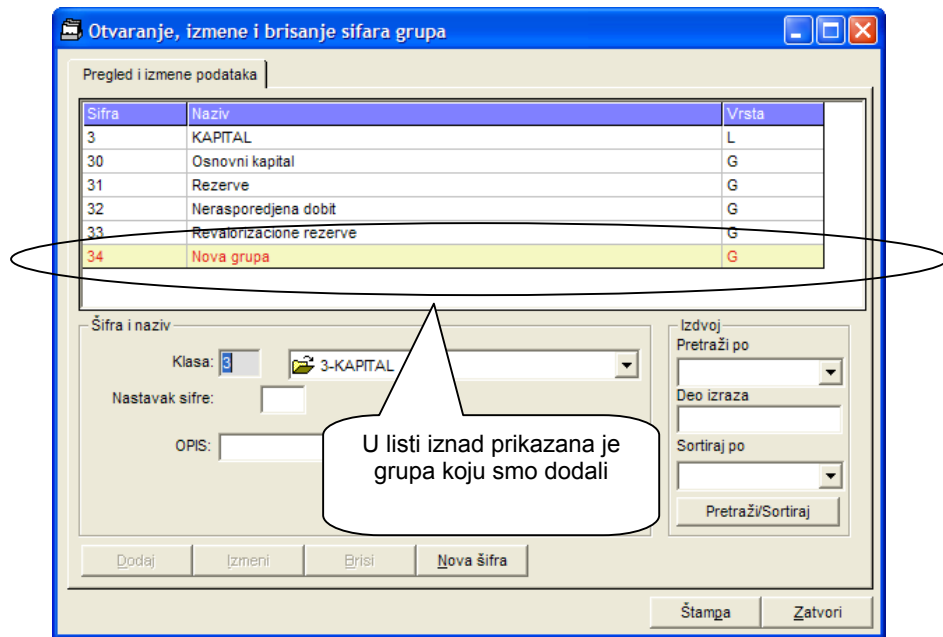 Otvaranje, izmene i brisanje sifara grupa
Pregled i izmene podataka
Sifra Naziv Vrsta
3 KAPITAL L
30 Osnovni kapital G
31 Rezerve G
32 Nerasporedjena dobit G
33 Revalorizacione rezerve G
34 Nova grupa G
Šifra i naziv
Klasa: 3 3-KAPITAL
Nastavak sifre:
OPIS:
U listi iznad prikazana je
grupa koju smo dodali
Izdvoj
Pretraži po
Deo izraza
Sortiraj po
Pretraži/Sortiraj
Dodaj Izmeni Brisi Nova šifra
Štampa Zatvori